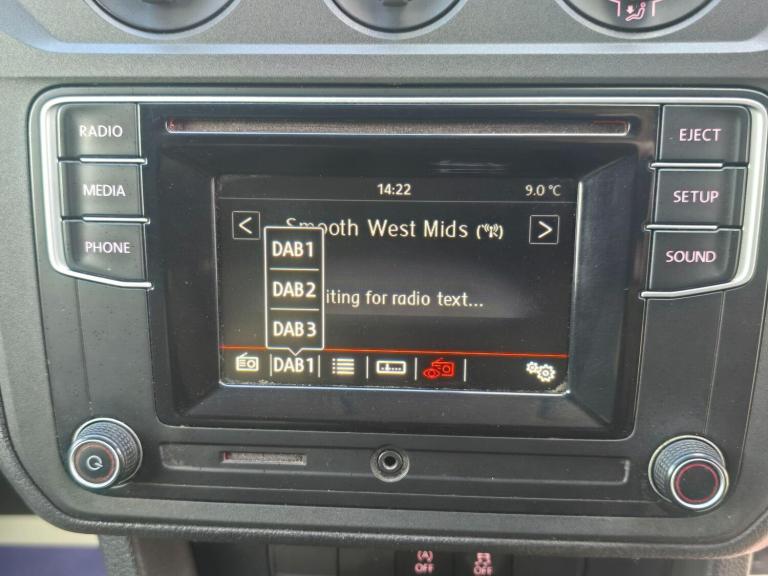 RADIO
MEDIA
PHONE
EJECT
SETUP
SOUND
14:22
9.0 °C
< Smooth West Mids >
iting for radio text...
DAB1
DAB2
DAB3
DAB1
(A)
OFF
OFF